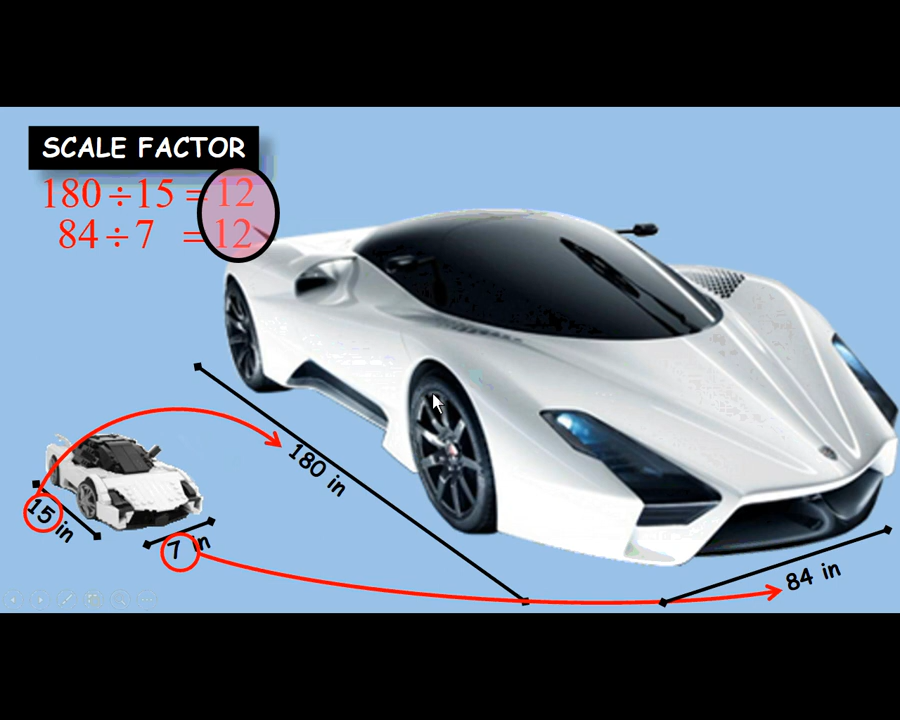 SCALE FACTOR
180 ÷ 15 = 12
84 ÷ 7 = 12
180 in
15 in
7 in
84 in